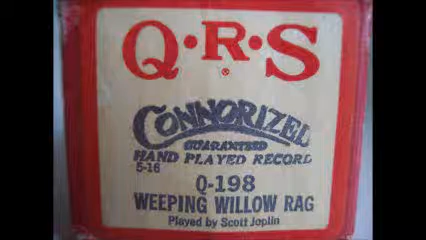 Q·R·S
®
CONNORIZED
GUARANTEED
HAND PLAYED RECORD
5-16
Q-198
WEEPING WILLOW RAG
Played by Scott Joplin